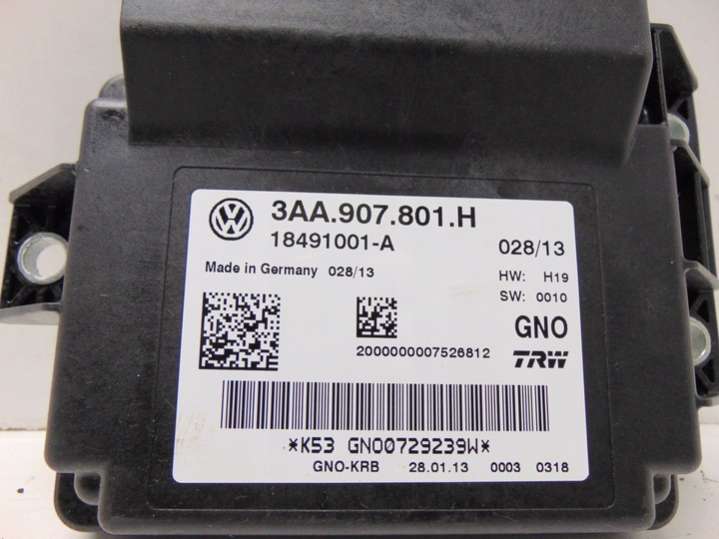 3AA.907.801.H
18491001-A
028/13
Made in Germany 028/13
HW: H19
SW: 0010
GNO
2000000007526812
TRW
*K53 GNO0729239W*
GNO-KRB 28.01.13 0003 0318